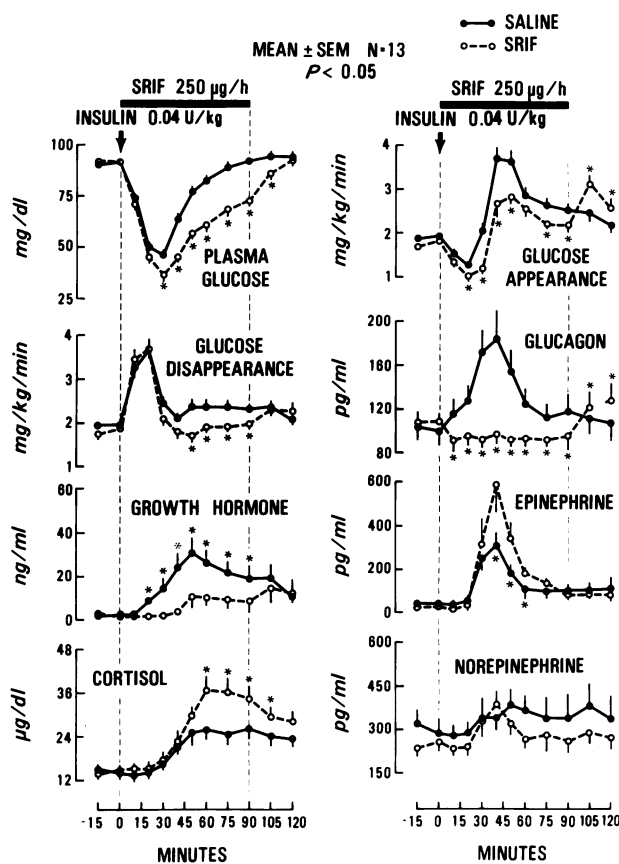 SALINE
SRIF
MEAN ± SEM N=13
P < 0.05
SRIF 250 µg/h
INSULIN 0.04 U/kg
100
75
50
25
mg/dl
PLASMA
GLUCOSE
SRIF 250 µg/h
INSULIN 0.04 U/kg
4
3
2
1
mg/kg/min
GLUCOSE
APPEARANCE
4
3
2
1
mg/kg/min
GLUCOSE
DISAPPEARANCE
200
160
120
80
pg/ml
GLUCAGON
60
40
20
0
ng/ml
GROWTH HORMONE
600
400
200
0
pg/ml
EPINEPHRINE
48
36
24
12
µg/dl
CORTISOL
600
450
300
150
pg/ml
NOREPINEPHRINE
-15 0 15 30 45 60 75 90 105 120
MINUTES
-15 0 15 30 45 60 75 90 105 120
MINUTES